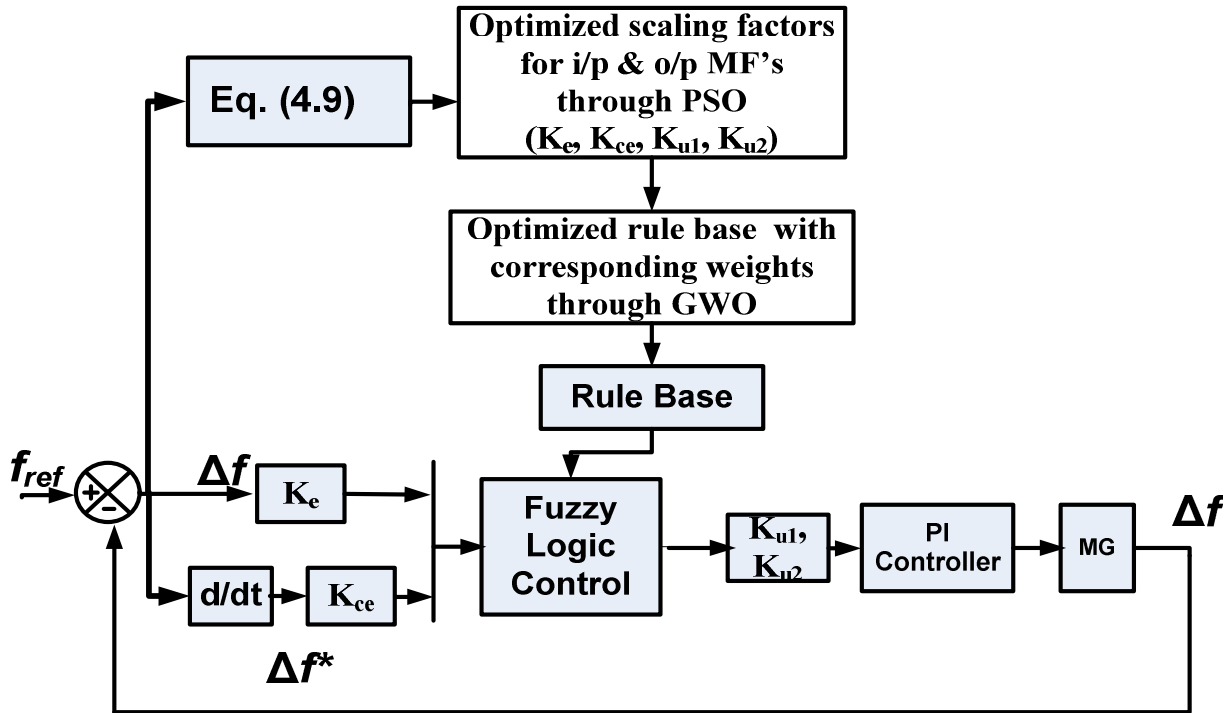 Optimized scaling factors
for i/p & o/p MF's
through PSO
(Ke, Kce, Ku1, Ku2)
Eq. (4.9)
Optimized rule base with
corresponding weights
through GWO
Rule Base
fref
+
-
Δf
Ke
d/dt
Kce
Δf*
Fuzzy
Logic
Control
Ku1,
Ku2
PI
Controller
MG
Δf